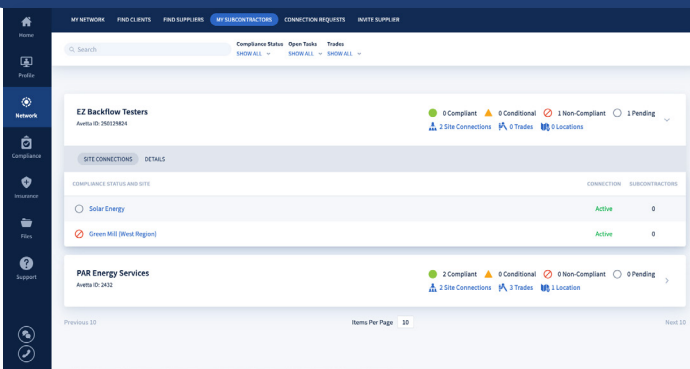 MY NETWORK FIND CLIENTS FIND SUPPLIERS MY SUBCONTRACTORS CONNECTION REQUESTS INVITE SUPPLIER
Home
Profile
Network
Compliance
Insurance
Files
Support
Search
Compliance Status Open Tasks Trades
SHOW ALL SHOW ALL SHOW ALL
EZ Backflow Testers
Avetta ID: 250129824
0 Compliant 0 Conditional 1 Non-Compliant 1 Pending
2 Site Connections 0 Trades 0 Locations
SITE CONNECTIONS DETAILS
COMPLIANCE STATUS AND SITE CONNECTION SUBCONTRACTORS
Solar Energy Active 0
Green Mill (West Region) Active 0
PAR Energy Services
Avetta ID: 2432
2 Compliant 0 Conditional 0 Non-Compliant 0 Pending
2 Site Connections 3 Trades 1 Location
Previous 10 Items Per Page 10 Next 10